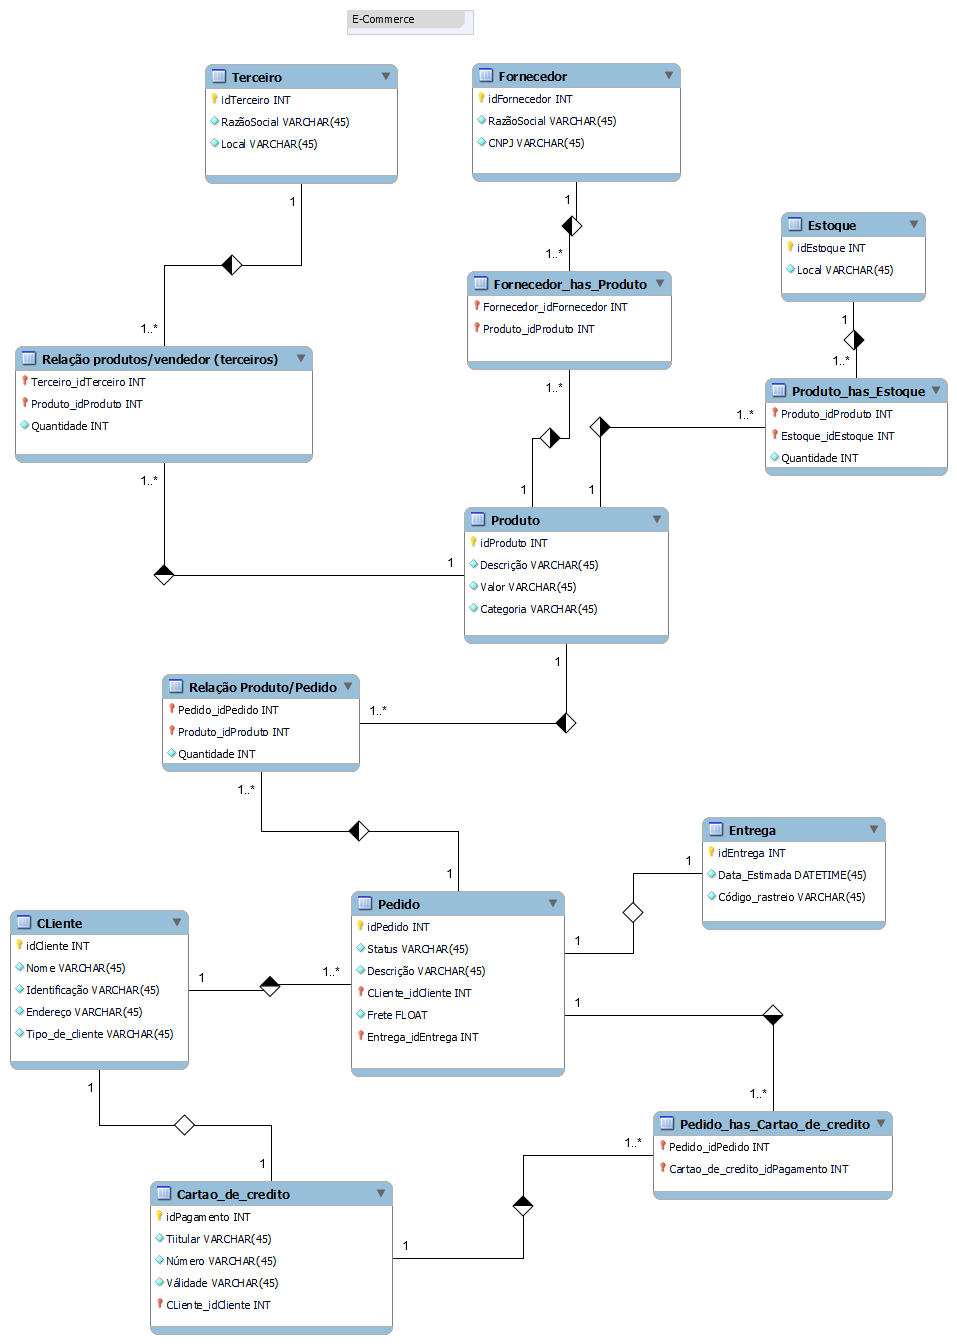 E-Commerce
Terceiro
idTerceiro INT
RazãoSocial VARCHAR(45)
Local VARCHAR(45)
Fornecedor
idFornecedor INT
RazãoSocial VARCHAR(45)
CNPJ VARCHAR(45)
1
1
1..*
Estoque
idEstoque INT
Local VARCHAR(45)
Fornecedor_has_Produto
Fornecedor_idFornecedor INT
Produto_idProduto INT
1..*
1
1..*
Relação produtos/vendedor (terceiros)
Terceiro_idTerceiro INT
Produto_idProduto INT
Quantidade INT
Produto_has_Estoque
Produto_idProduto INT
Estoque_idEstoque INT
Quantidade INT
1..*
1..*
1..*
1
1
1
Produto
idProduto INT
Descrição VARCHAR(45)
Valor VARCHAR(45)
Categoria VARCHAR(45)
1
1..*
Relação Produto/Pedido
Pedido_idPedido INT
Produto_idProduto INT
Quantidade INT
1..*
1
Entrega
idEntrega INT
Data_Estimada DATETIME(45)
Código_rastreio VARCHAR(45)
1
1
Pedido
idPedido INT
Status VARCHAR(45)
Descrição VARCHAR(45)
CLiente_idCliente INT
Frete FLOAT
Entrega_idEntrega INT
CLiente
idCliente INT
Nome VARCHAR(45)
Identificação VARCHAR(45)
Endereço VARCHAR(45)
Tipo_de_cliente VARCHAR(45)
1
1..*
1
1..*
1
1
Pedido_has_Cartao_de_credito
Pedido_idPedido INT
Cartao_de_credito_idPagamento INT
1..*
1
Cartao_de_credito
idPagamento INT
Tiitular VARCHAR(45)
Número VARCHAR(45)
Válidade VARCHAR(45)
CLiente_idCliente INT